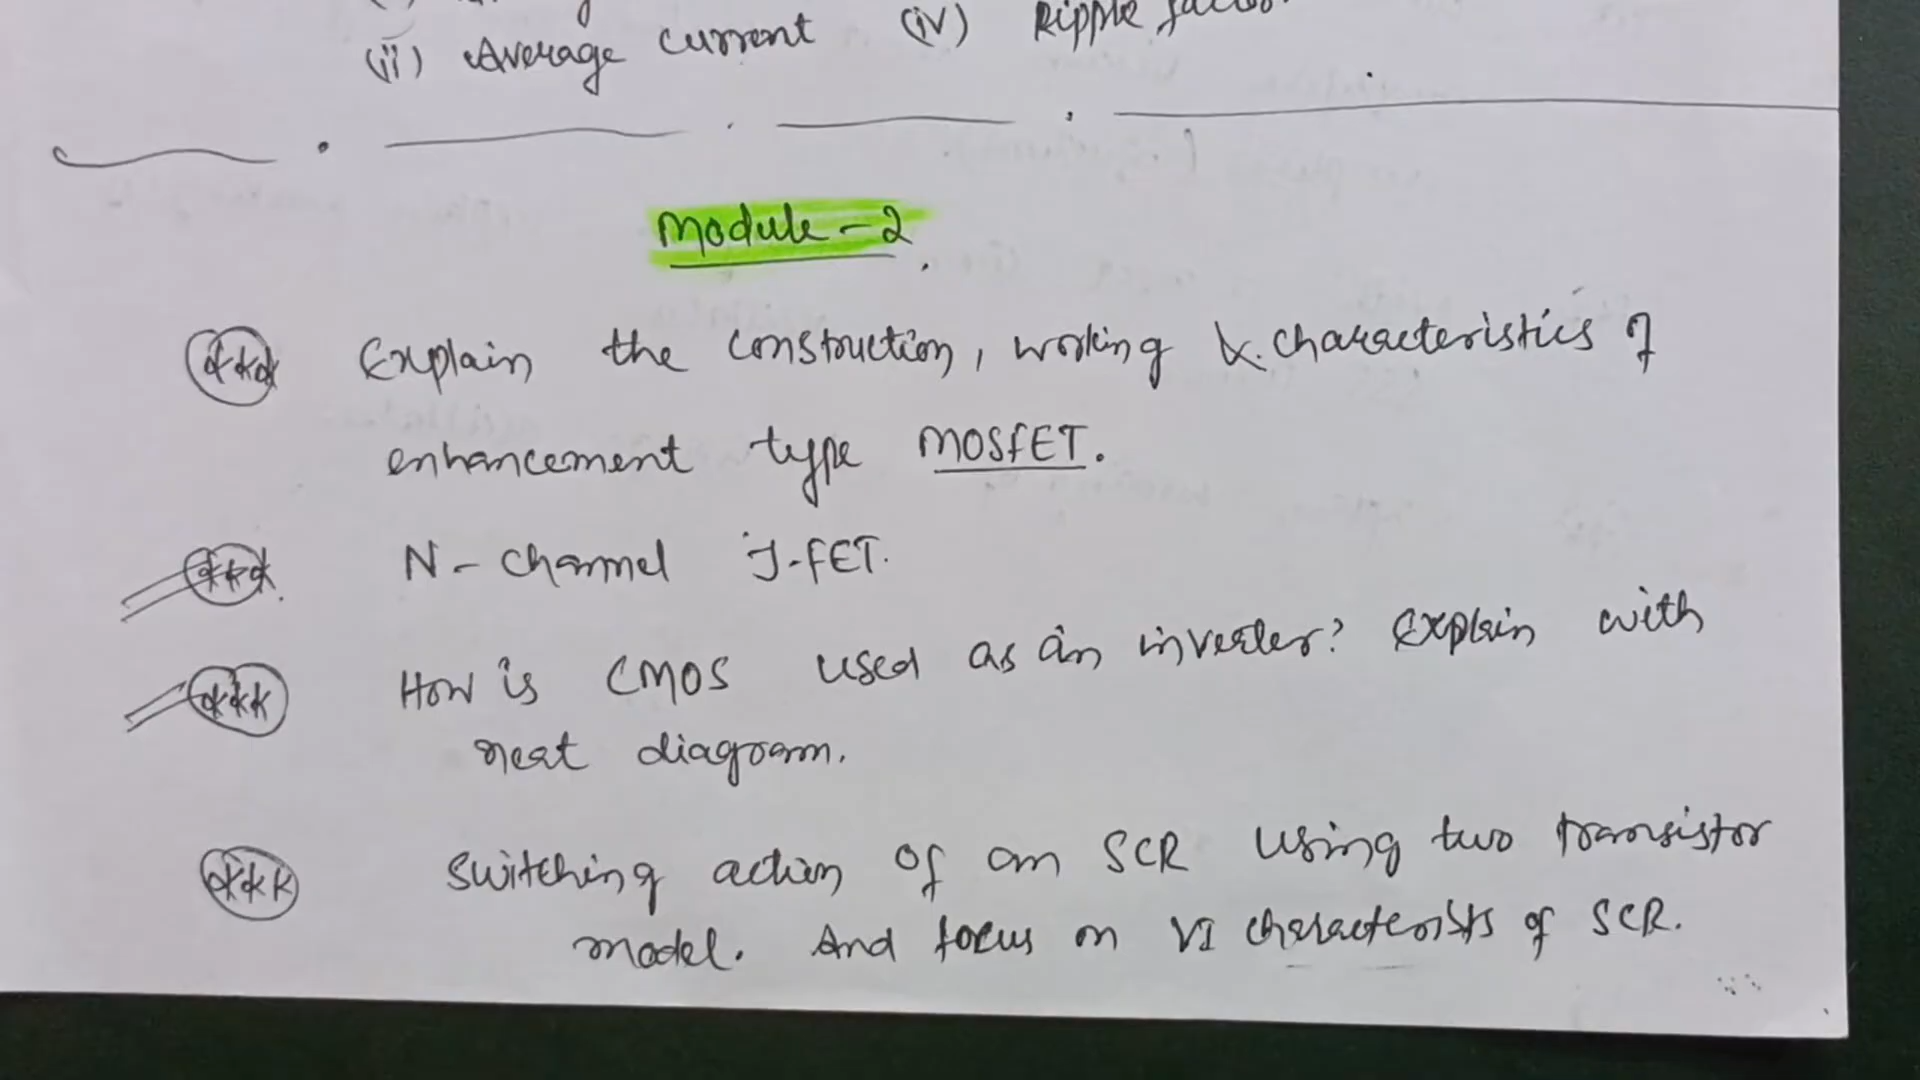 (ii) Average current (iv) Ripple factor
Module-2
*** Explain the construction, working & characteristics of
enhancement type MOSFET.
*** N-channel J-FET.
*** How is CMOS used as an inverter? Explain with
neat diagram.
*** Switching action of an SCR using two transistor
model. And focus on VI characterists of SCR.